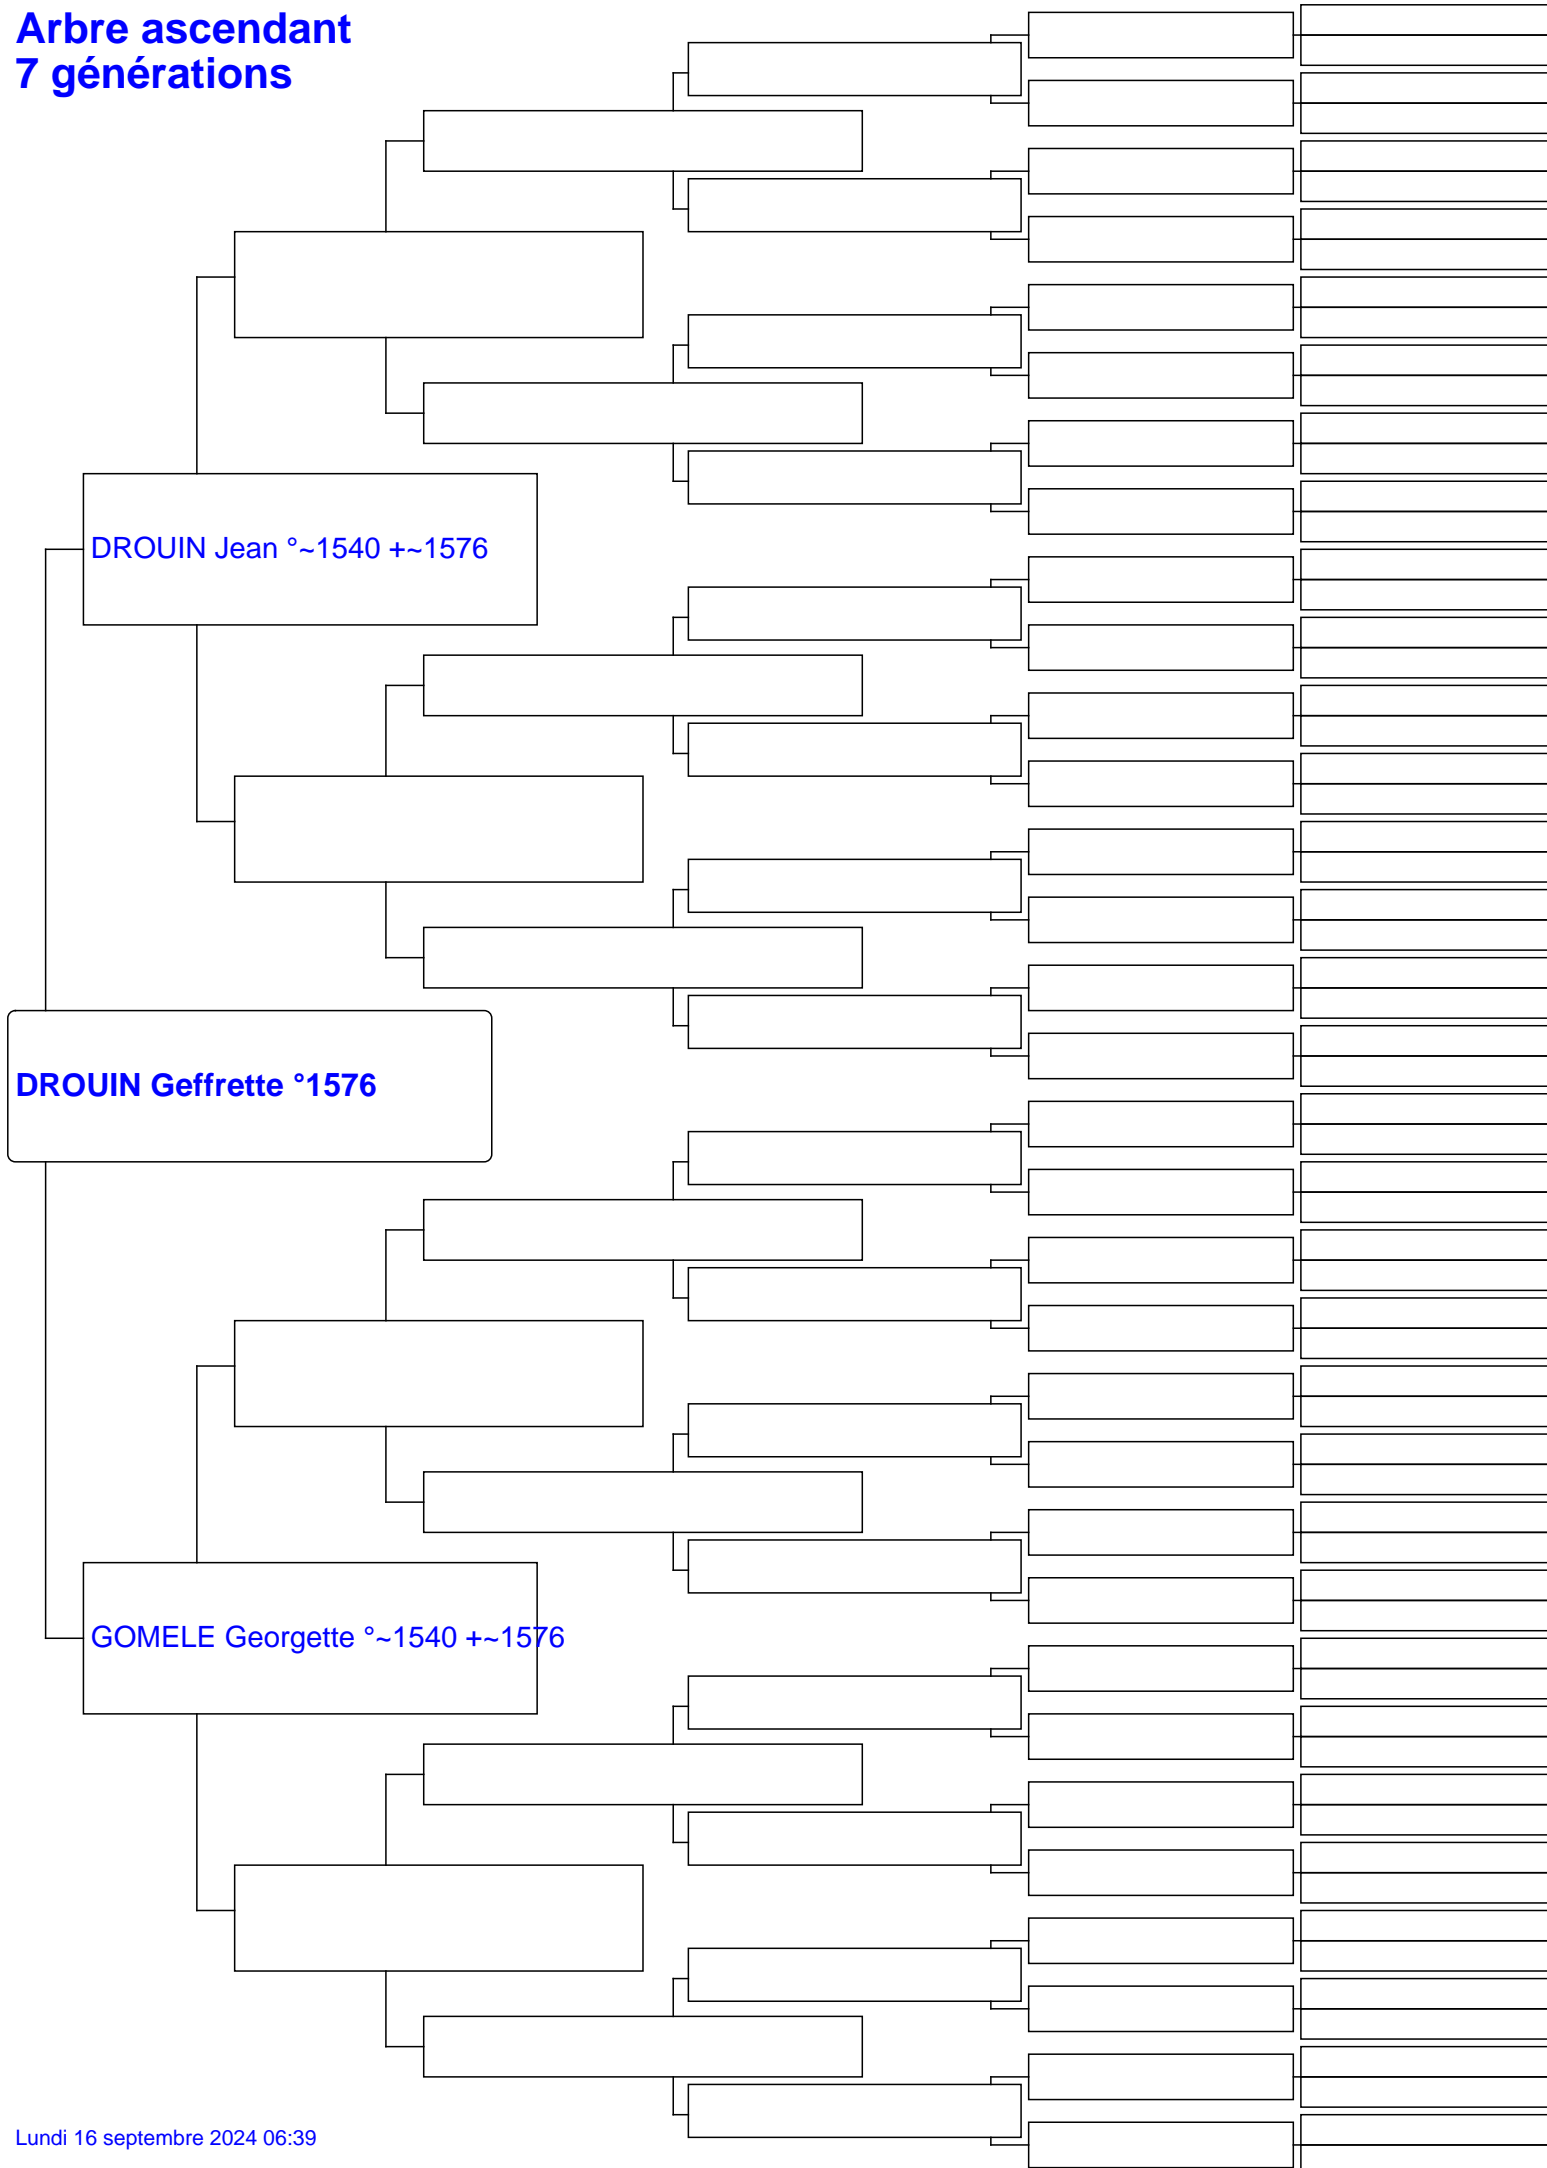 Arbre ascendant
7 générations
DROUIN Jean °~1540 +~1576
DROUIN Geffrette °1576
GOMELE Georgette °~1540 +~1576
Lundi 16 septembre 2024 06:39